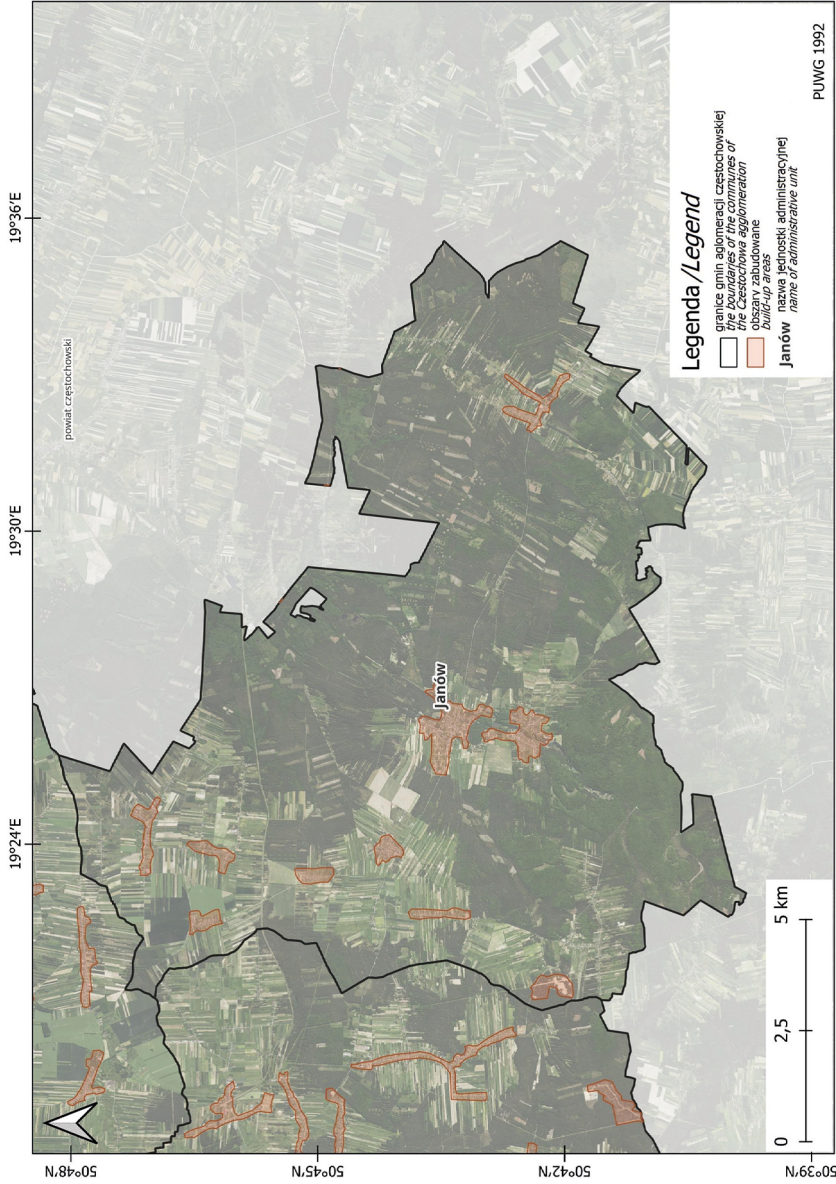 50°48′N
50°45′N
50°42′N
50°39′N
19°24′E
19°30′E
19°36′E
powiat częstochowski
Janów
0
2,5
5 km
Legenda /Legend
granice gmin aglomeracji częstochowskiej
the boundaries of the communes of
the Czestochowa agglomeration
obszary zabudowane
build-up areas
Janów nazwa jednostki administracyjnej
name of administrative unit
PUWG 1992